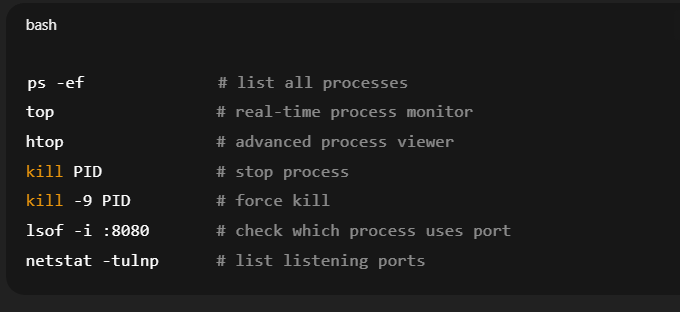 bash
ps -ef # list all processes
top # real-time process monitor
htop # advanced process viewer
kill PID # stop process
kill -9 PID # force kill
lsof -i :8080 # check which process uses port
netstat -tulnp # list listening ports